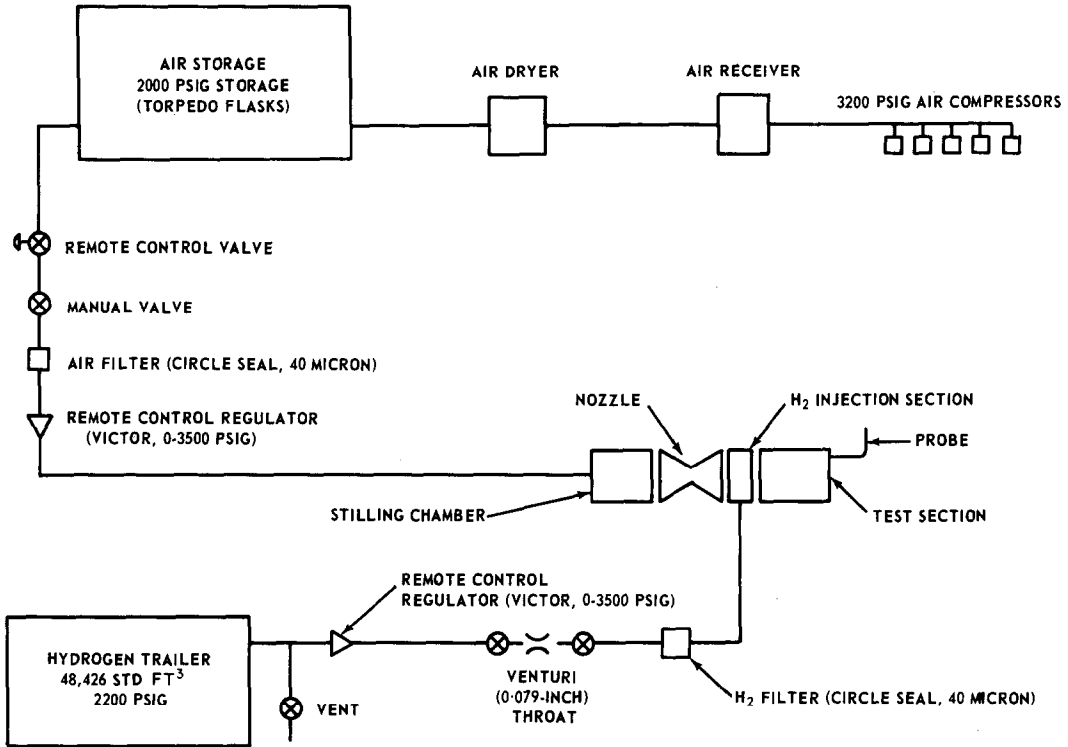 AIR STORAGE
2000 PSIG STORAGE
(TORPEDO FLASKS)
AIR DRYER
AIR RECEIVER
3200 PSIG AIR COMPRESSORS
REMOTE CONTROL VALVE
MANUAL VALVE
AIR FILTER (CIRCLE SEAL, 40 MICRON)
REMOTE CONTROL REGULATOR
(VICTOR, 0-3500 PSIG)
NOZZLE
H₂ INJECTION SECTION
PROBE
STILLING CHAMBER
TEST SECTION
REMOTE CONTROL
REGULATOR (VICTOR, 0-3500 PSIG)
HYDROGEN TRAILER
48,426 STD FT³
2200 PSIG
VENT
VENTURI
(0·079-INCH)
THROAT
H₂ FILTER (CIRCLE SEAL, 40 MICRON)